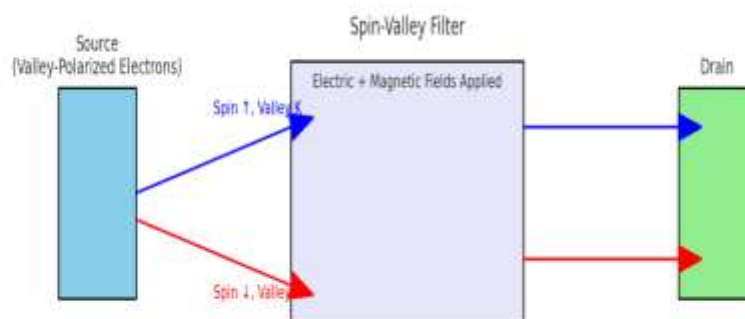 Spin-Valley Filter
Source
(Valley-Polarized Electrons)
Drain
Electric + Magnetic Fields Applied
Spin ↑, Valley K
Spin ↓, Valley